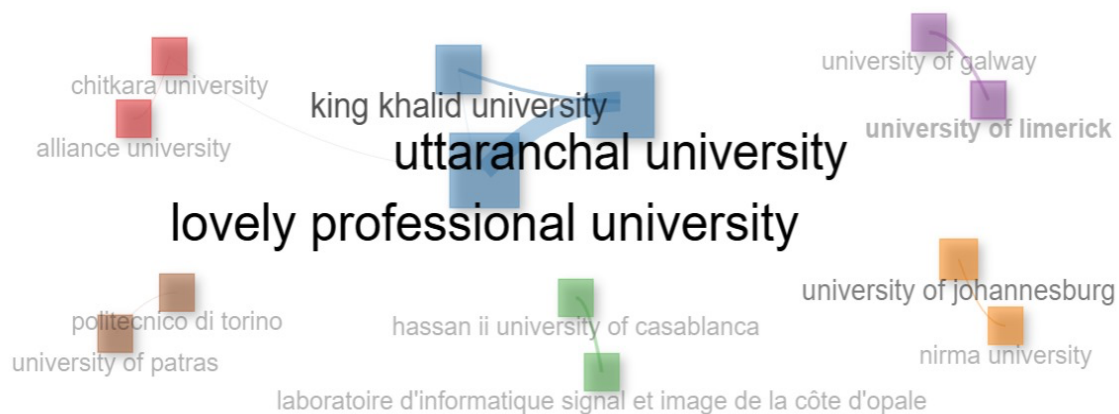 university of galway
chitkara university
king khalid university
university of limerick
alliance university
uttaranchal university
lovely professional university
university of johannesburg
politecnico di torino
hassan ii university of casablanca
university of patras
nirma university
laboratoire d'informatique signal et image de la côte d'opale